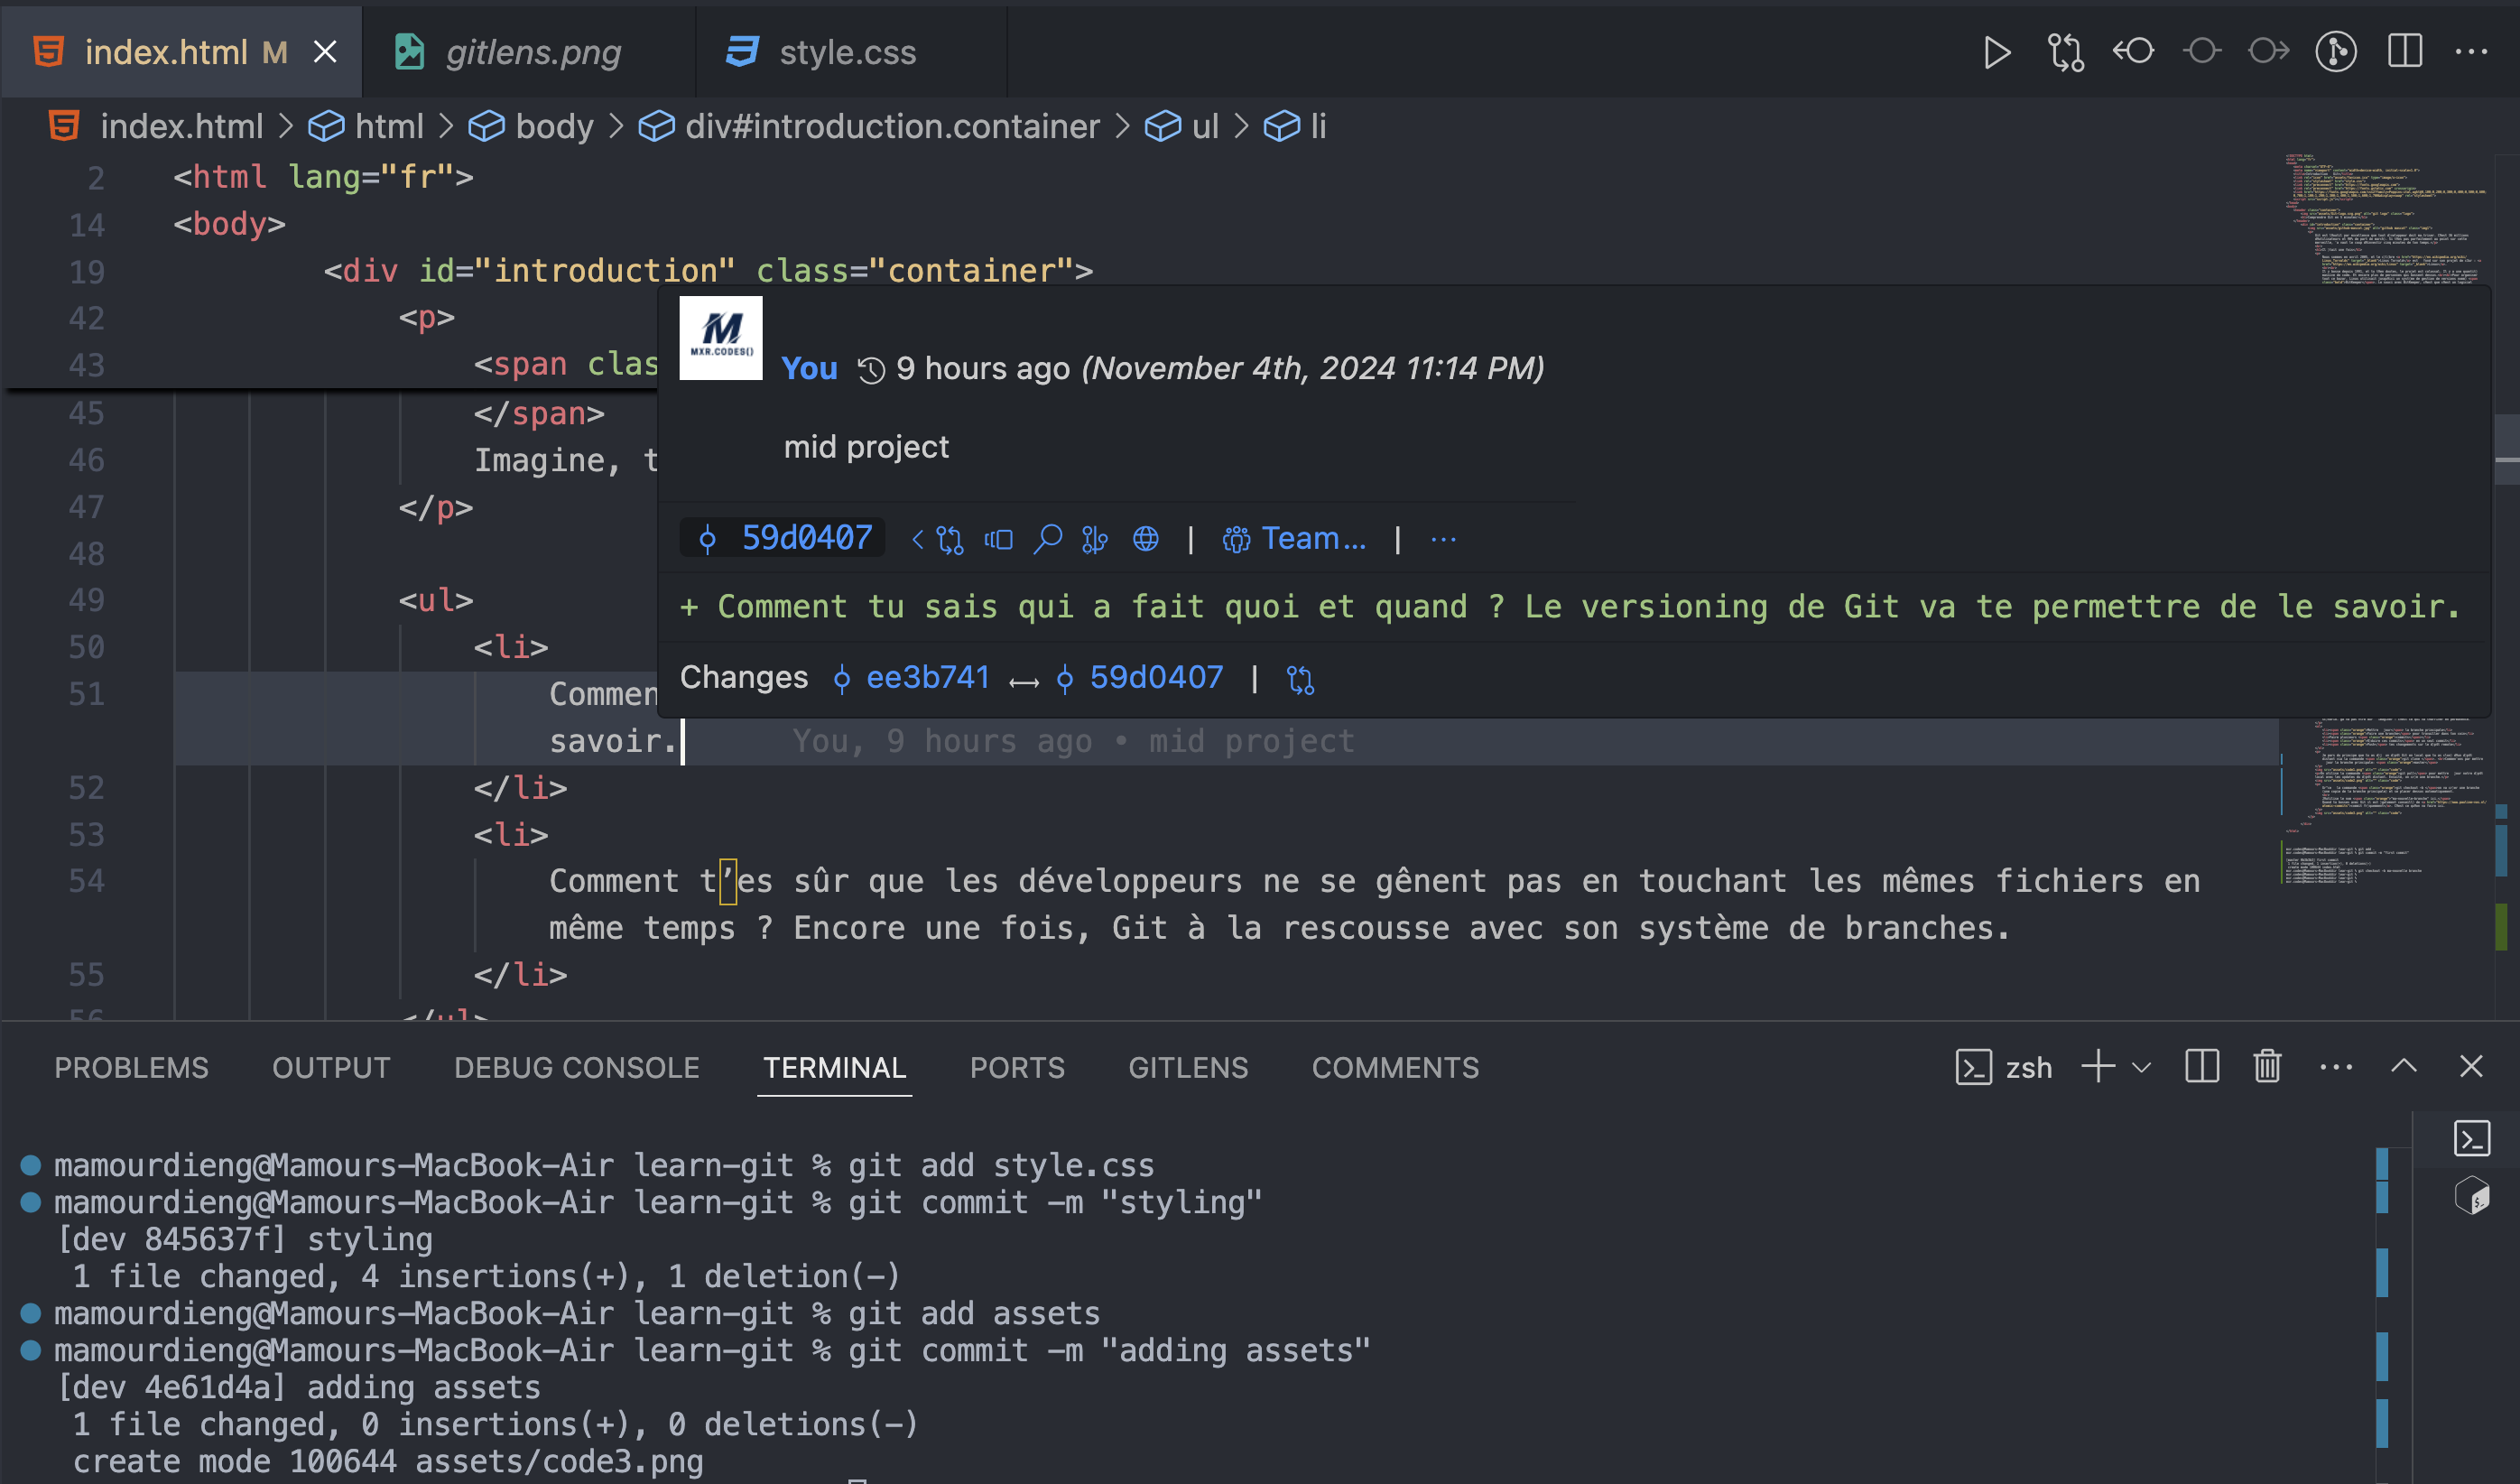 index.html M
gitlens.png
style.css
index.html > html > body > div#introduction.container > ul > li
2 <html lang="fr">
14 <body>
19 <div id="introduction" class="container">
42 <p>
43 <span clas
45 </span>
46 Imagine, t
47 </p>
48
49 <ul>
50 <li>
51 Commen
savoir. You, 9 hours ago • mid project
52 </li>
53 <li>
54 Comment t’es sûr que les développeurs ne se gênent pas en touchant les mêmes fichiers en
même temps ? Encore une fois, Git à la rescousse avec son système de branches.
55 </li>
56 </ul>
MXR.CODES()
You 9 hours ago (November 4th, 2024 11:14 PM)
mid project
59d0407 | Team... | ...
+ Comment tu sais qui a fait quoi et quand ? Le versioning de Git va te permettre de le savoir.
Changes ee3b741 ⟷ 59d0407 |
PROBLEMS OUTPUT DEBUG CONSOLE TERMINAL PORTS GITLENS COMMENTS
zsh
mamourdieng@Mamours-MacBook-Air learn-git % git add style.css
mamourdieng@Mamours-MacBook-Air learn-git % git commit -m "styling"
[dev 845637f] styling
1 file changed, 4 insertions(+), 1 deletion(-)
mamourdieng@Mamours-MacBook-Air learn-git % git add assets
mamourdieng@Mamours-MacBook-Air learn-git % git commit -m "adding assets"
[dev 4e61d4a] adding assets
1 file changed, 0 insertions(+), 0 deletions(-)
create mode 100644 assets/code3.png